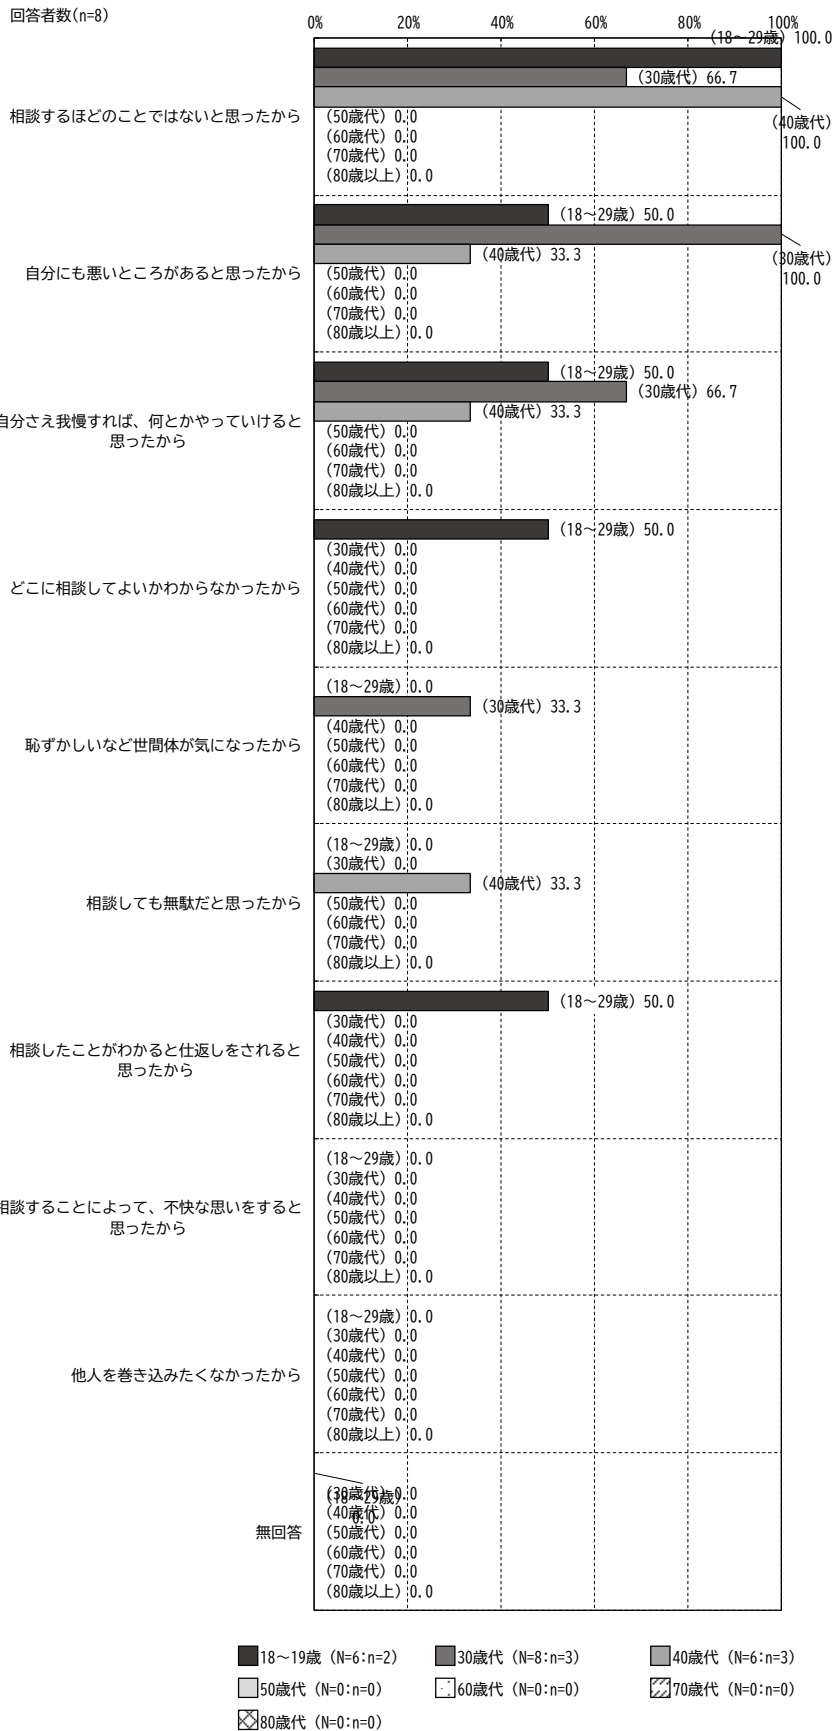 回答者数(n=8)
0% 20% 40% 60% 80% 100%
相談するほどのことではないと思ったから
(18～29歳) 100.0
(30歳代) 66.7
(40歳代)
100.0
(50歳代) 0.0
(60歳代) 0.0
(70歳代) 0.0
(80歳以上) 0.0
自分にも悪いところがあると思ったから
(18～29歳) 50.0
(30歳代)
100.0
(40歳代) 33.3
(50歳代) 0.0
(60歳代) 0.0
(70歳代) 0.0
(80歳以上) 0.0
自分さえ我慢すれば、何とかやっていけると
思ったから
(18～29歳) 50.0
(30歳代) 66.7
(40歳代) 33.3
(50歳代) 0.0
(60歳代) 0.0
(70歳代) 0.0
(80歳以上) 0.0
どこに相談してよいかわからなかったから
(18～29歳) 50.0
(30歳代) 0.0
(40歳代) 0.0
(50歳代) 0.0
(60歳代) 0.0
(70歳代) 0.0
(80歳以上) 0.0
恥ずかしいなど世間体が気になったから
(18～29歳) 0.0
(30歳代) 33.3
(40歳代) 0.0
(50歳代) 0.0
(60歳代) 0.0
(70歳代) 0.0
(80歳以上) 0.0
相談しても無駄だと思ったから
(18～29歳) 0.0
(30歳代) 0.0
(40歳代) 33.3
(50歳代) 0.0
(60歳代) 0.0
(70歳代) 0.0
(80歳以上) 0.0
相談したことがわかると仕返しをされると
思ったから
(18～29歳) 50.0
(30歳代) 0.0
(40歳代) 0.0
(50歳代) 0.0
(60歳代) 0.0
(70歳代) 0.0
(80歳以上) 0.0
相談することによって、不快な思いをすると
思ったから
(18～29歳) 0.0
(30歳代) 0.0
(40歳代) 0.0
(50歳代) 0.0
(60歳代) 0.0
(70歳代) 0.0
(80歳以上) 0.0
他人を巻き込みたくなかったから
(18～29歳) 0.0
(30歳代) 0.0
(40歳代) 0.0
(50歳代) 0.0
(60歳代) 0.0
(70歳代) 0.0
(80歳以上) 0.0
無回答
(18～29歳)
0.0
(30歳代) 0.0
(40歳代) 0.0
(50歳代) 0.0
(60歳代) 0.0
(70歳代) 0.0
(80歳以上) 0.0
18～19歳 (N=6:n=2) 30歳代 (N=8:n=3) 40歳代 (N=6:n=3)
50歳代 (N=0:n=0) 60歳代 (N=0:n=0) 70歳代 (N=0:n=0)
80歳代 (N=0:n=0)